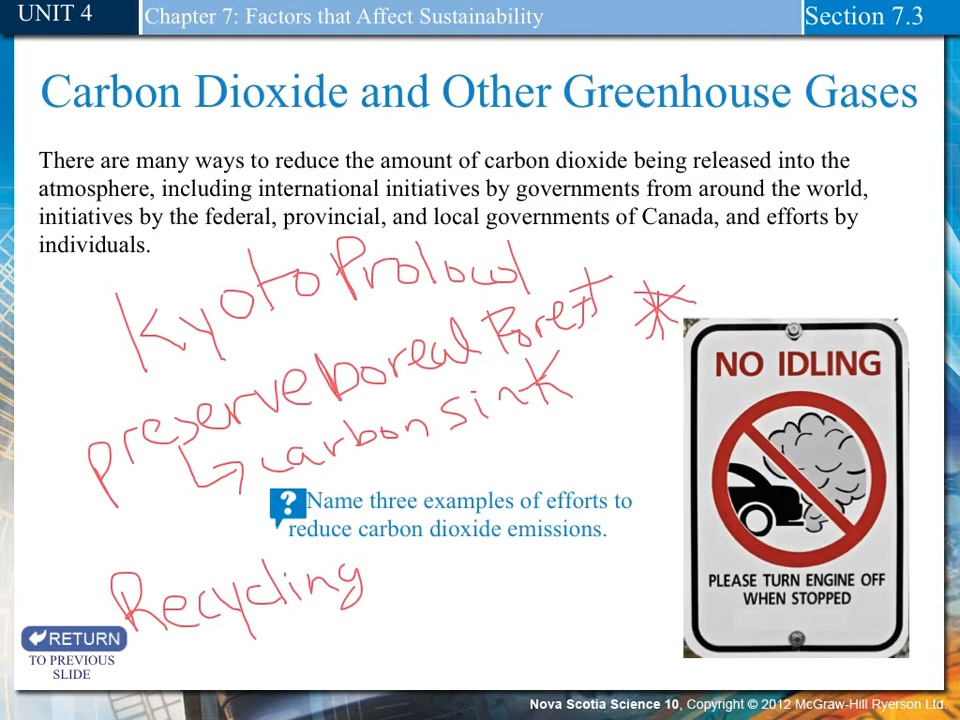 UNIT 4
Chapter 7: Factors that Affect Sustainability
Section 7.3
Carbon Dioxide and Other Greenhouse Gases
There are many ways to reduce the amount of carbon dioxide being released into the
atmosphere, including international initiatives by governments from around the world,
initiatives by the federal, provincial, and local governments of Canada, and efforts by
individuals.
Kyoto Protocol
preserve boreal Forest *
↳ carbon sink
NO IDLING
PLEASE TURN ENGINE OFF
WHEN STOPPED
? Name three examples of efforts to
reduce carbon dioxide emissions.
Recycling
RETURN
TO PREVIOUS
SLIDE
Nova Scotia Science 10, Copyright © 2012 McGraw-Hill Ryerson Ltd.